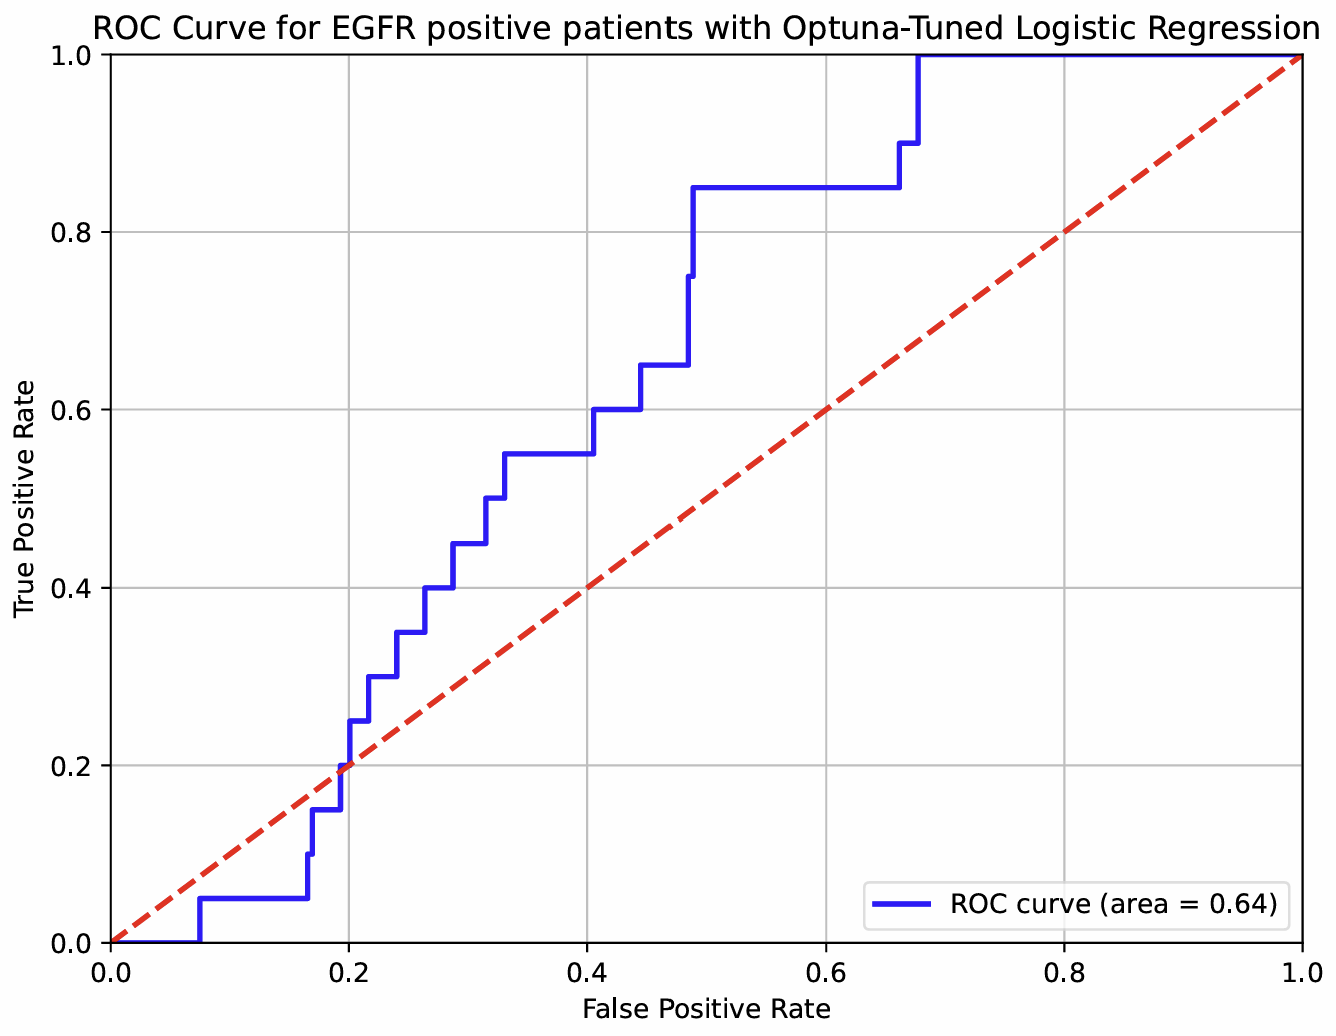 ROC Curve for EGFR positive patients with Optuna-Tuned Logistic Regression
1.0
0.8
0.6
0.4
0.2
0.0
True Positive Rate
ROC curve (area = 0.64)
0.0 0.2 0.4 0.6 0.8 1.0
False Positive Rate